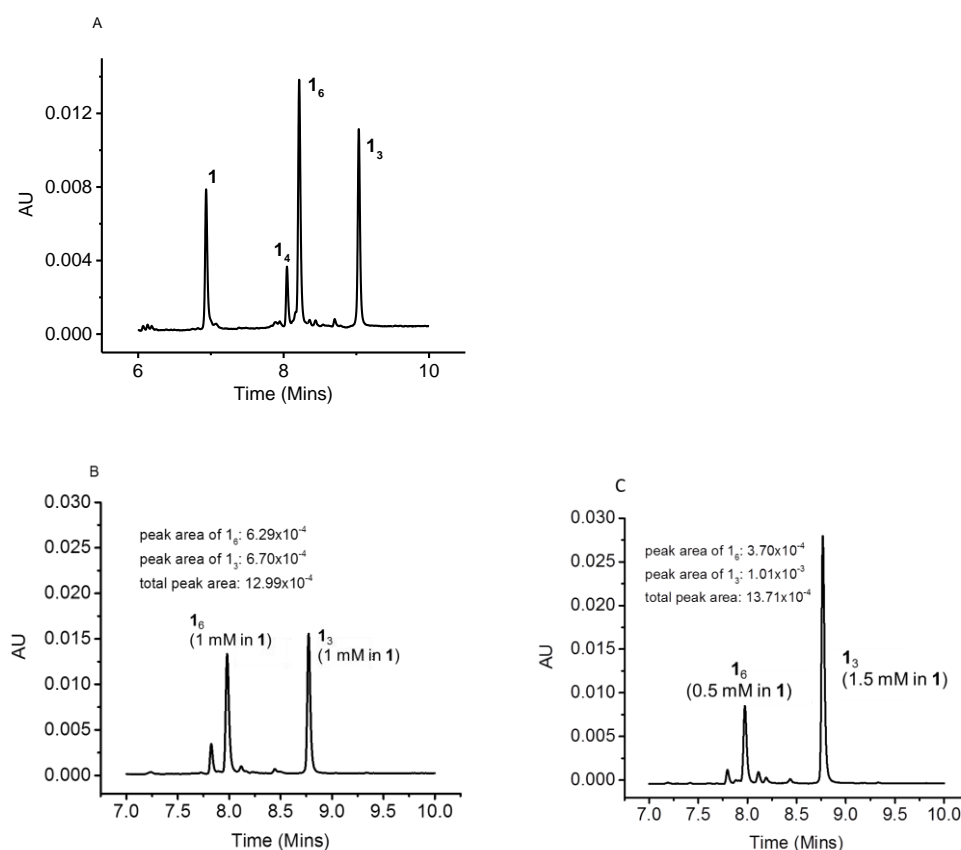 A
0.012
0.008
0.004
0.000
AU
1
1₄
1₆
1₃
6
8
10
Time (Mins)
B
0.030
0.025
0.020
0.015
0.010
0.005
0.000
AU
peak area of 1₆: 6.29x10⁻⁴
peak area of 1₃: 6.70x10⁻⁴
total peak area: 12.99x10⁻⁴
1₆
(1 mM in 1)
1₃
(1 mM in 1)
7.0 7.5 8.0 8.5 9.0 9.5 10.0
Time (Mins)
C
0.030
0.025
0.020
0.015
0.010
0.005
0.000
AU
peak area of 1₆: 3.70x10⁻⁴
peak area of 1₃: 1.01x10⁻³
total peak area: 13.71x10⁻⁴
1₆
(0.5 mM in 1)
1₃
(1.5 mM in 1)
7.0 7.5 8.0 8.5 9.0 9.5 10.0
Time (Mins)